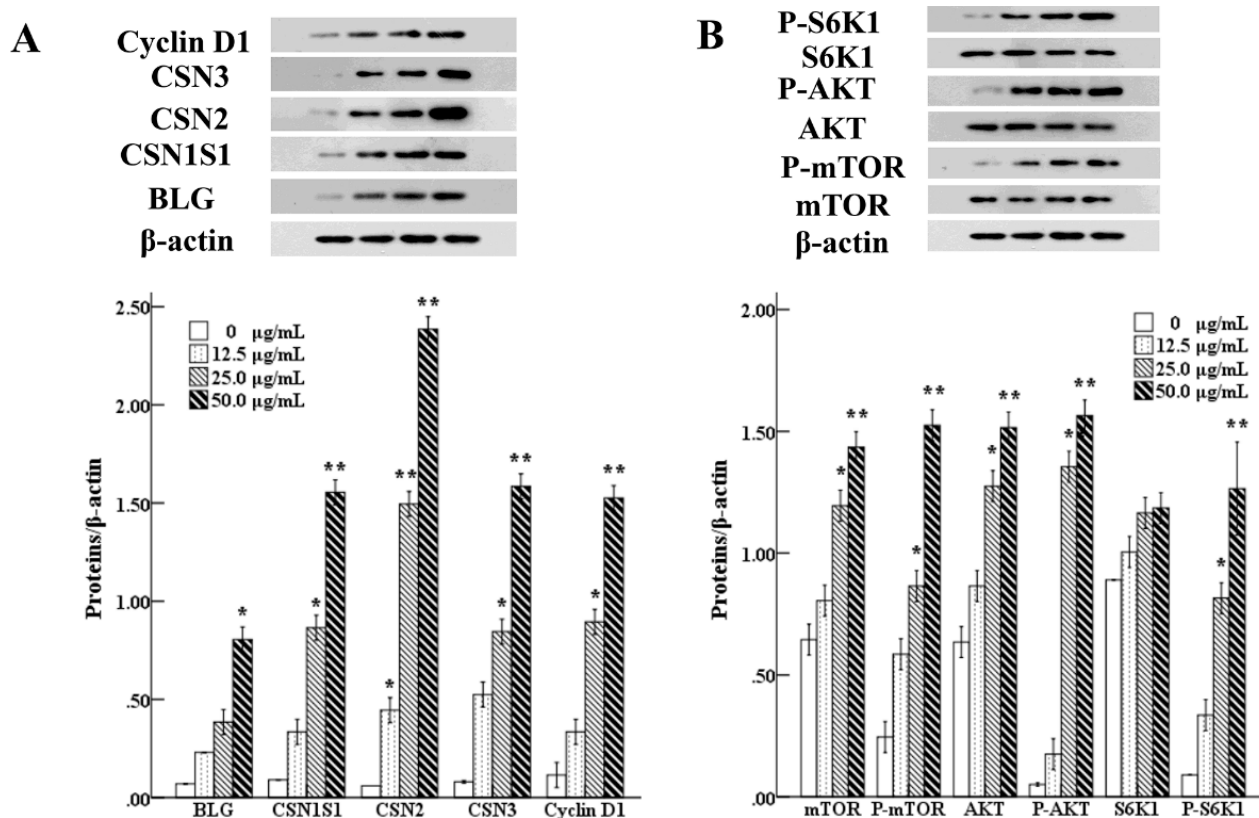 A
Cyclin D1
CSN3
CSN2
CSN1S1
BLG
β-actin
2.50
2.00
1.50
1.00
.50
.00
Proteins/β-actin
0 μg/mL
12.5 μg/mL
25.0 μg/mL
50.0 μg/mL
*
* **
* ** **
* **
* **
BLG CSN1S1 CSN2 CSN3 Cyclin D1
B
P-S6K1
S6K1
P-AKT
AKT
P-mTOR
mTOR
β-actin
2.00
1.50
1.00
.50
.00
Proteins/β-actin
0 μg/mL
12.5 μg/mL
25.0 μg/mL
50.0 μg/mL
* **
* **
* **
* **
* **
mTOR P-mTOR AKT P-AKT S6K1 P-S6K1